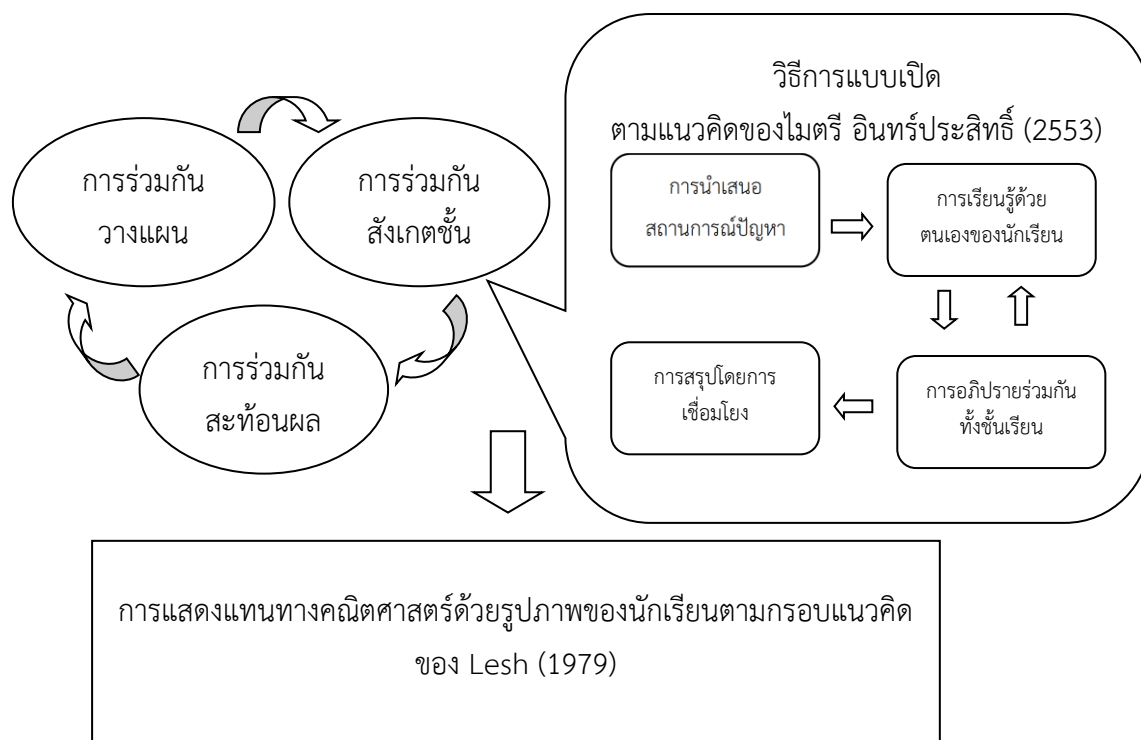 การร่วมกัน
วางแผน
การร่วมกัน
สังเกตชั้น
การร่วมกัน
สะท้อนผล
วิธีการแบบเปิด
ตามแนวคิดของไมตรี อินทร์ประสิทธิ์ (2553)
การนำเสนอ
สถานการณ์ปัญหา
การเรียนรู้ด้วย
ตนเองของนักเรียน
การอภิปรายร่วมกัน
ทั้งชั้นเรียน
การสรุปโดยการ
เชื่อมโยง
การแสดงแทนทางคณิตศาสตร์ด้วยรูปภาพของนักเรียนตามกรอบแนวคิด
ของ Lesh (1979)